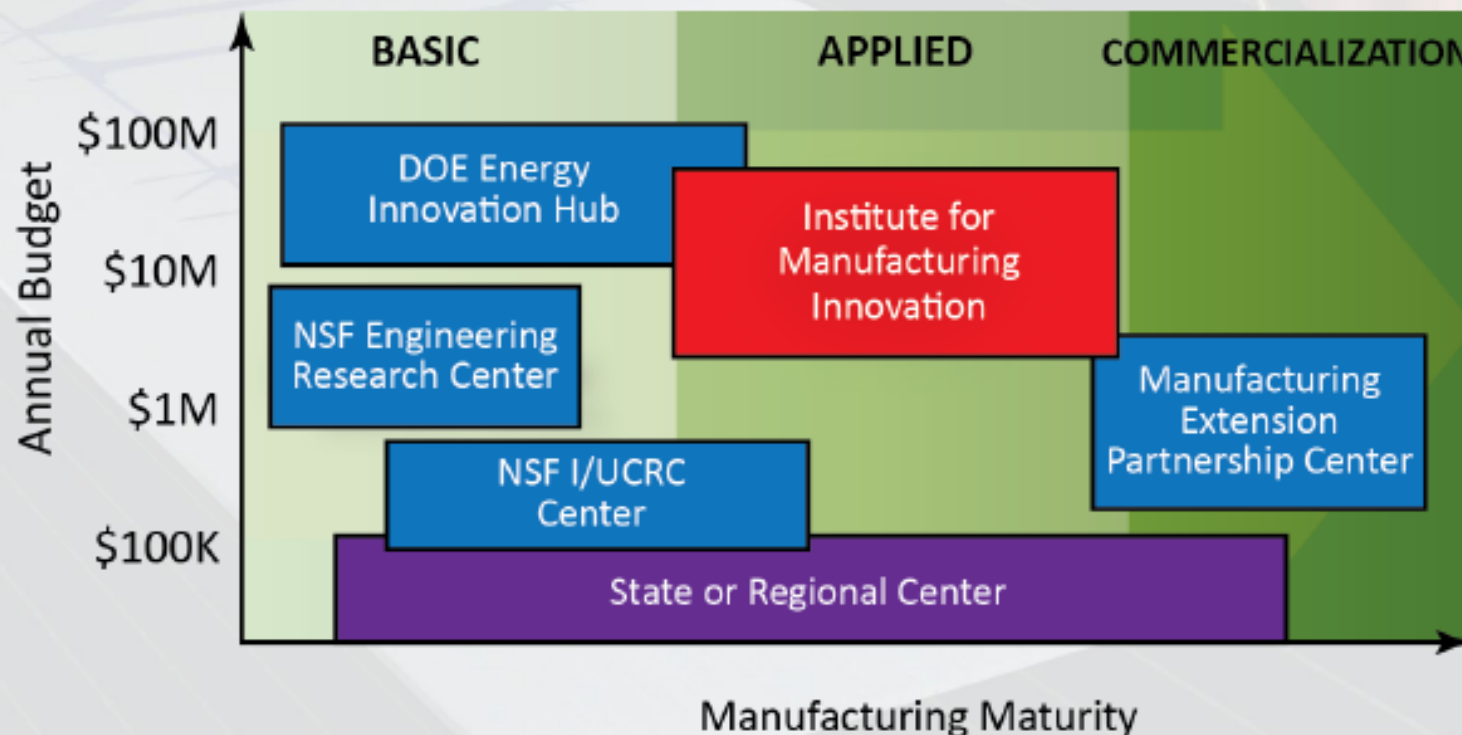 BASIC
APPLIED
COMMERCIALIZATION
Annual Budget
$100M
$10M
$1M
$100K
DOE Energy
Innovation Hub
Institute for
Manufacturing
Innovation
NSF Engineering
Research Center
Manufacturing
Extension
Partnership Center
NSF I/UCRC
Center
State or Regional Center
Manufacturing Maturity